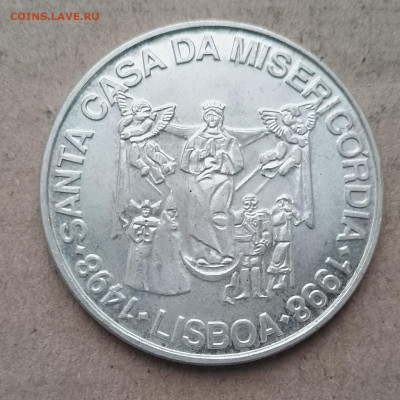 COINS.LAVE.RU
SANTA CASA DA MISERICÓRDIA
·1498·LISBOA·1998·